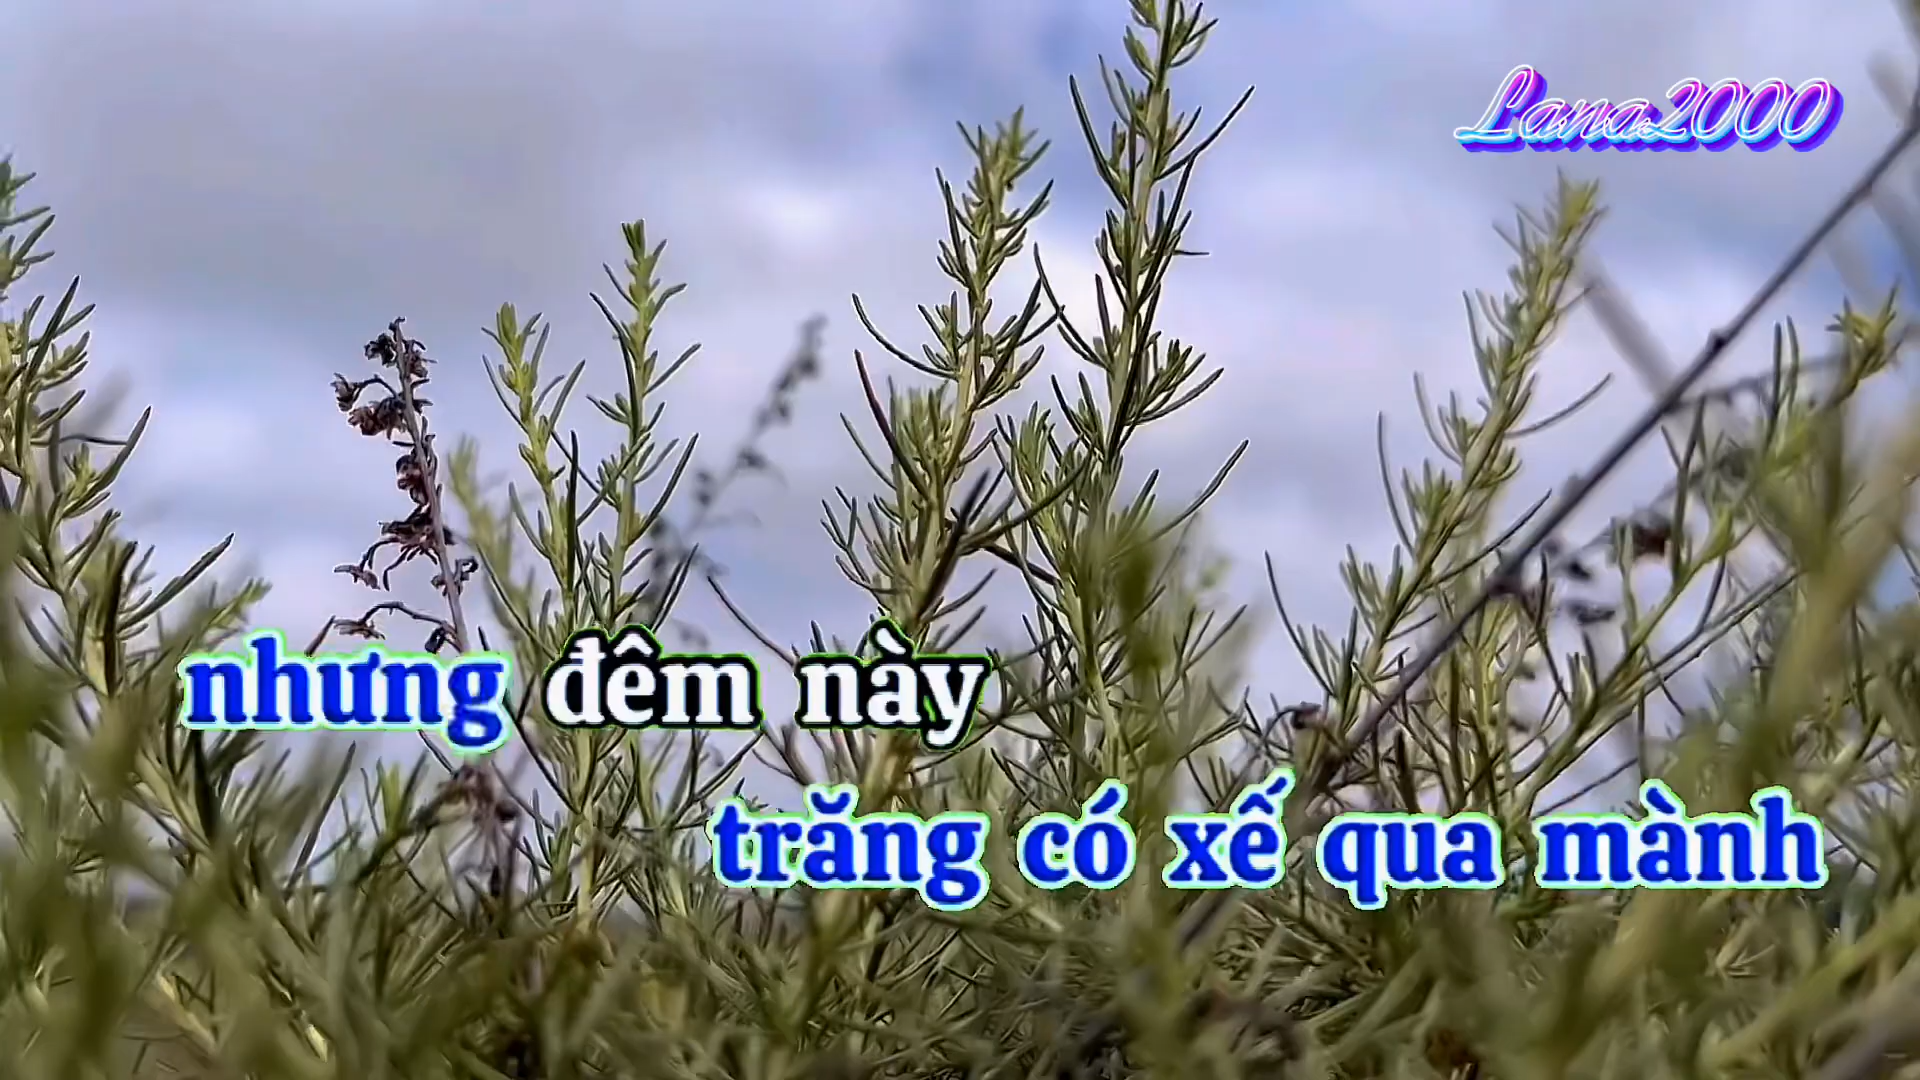 Lana2000
nhưng đêm này
trăng có xế qua mành